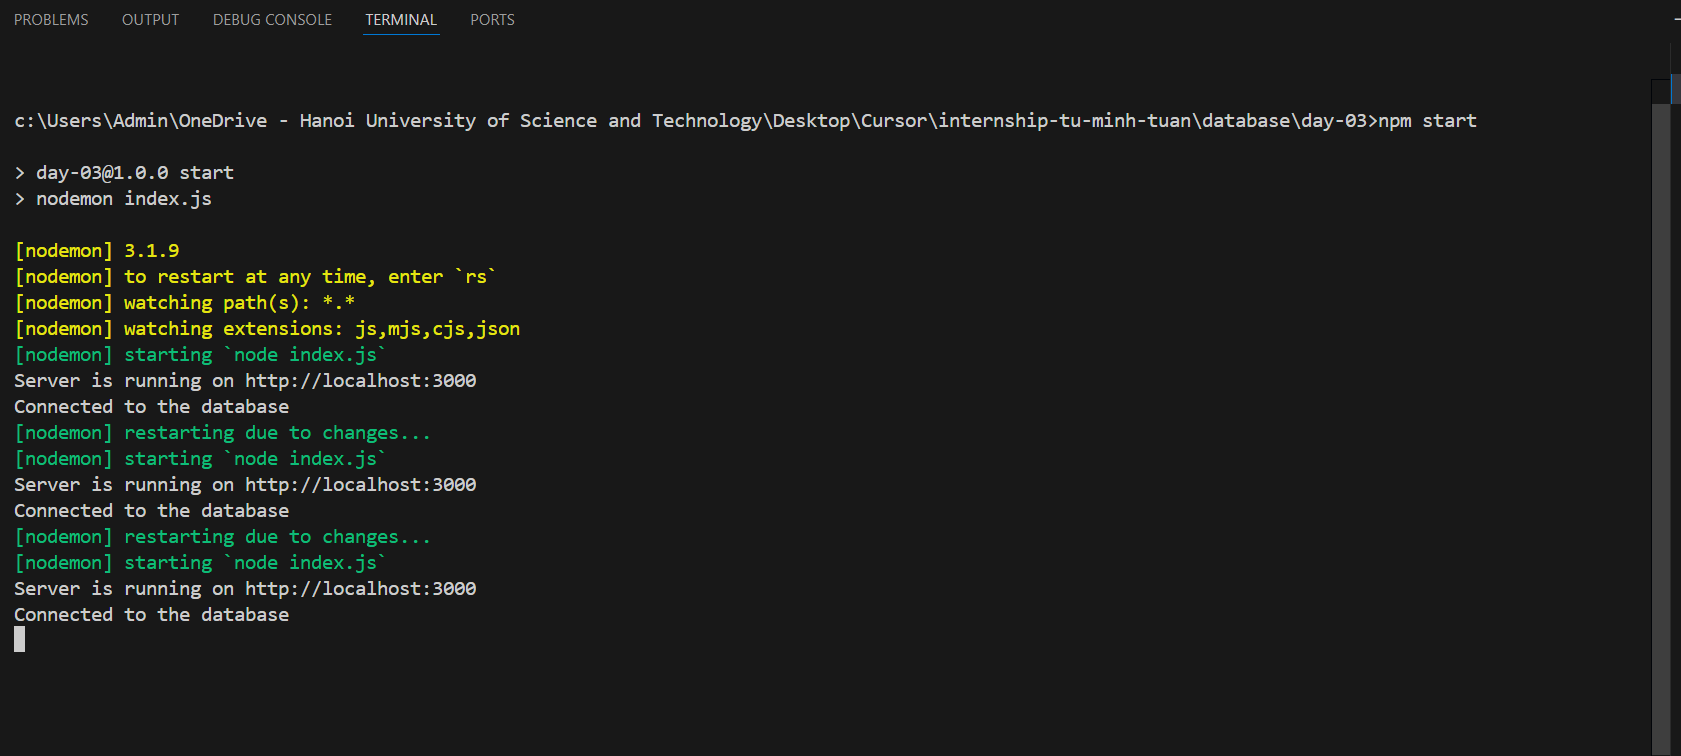 PROBLEMS OUTPUT DEBUG CONSOLE TERMINAL PORTS
c:\Users\Admin\OneDrive - Hanoi University of Science and Technology\Desktop\Cursor\internship-tu-minh-tuan\database\day-03>npm start
> day-03@1.0.0 start
> nodemon index.js
[nodemon] 3.1.9
[nodemon] to restart at any time, enter `rs`
[nodemon] watching path(s): *.*
[nodemon] watching extensions: js,mjs,cjs,json
[nodemon] starting `node index.js`
Server is running on http://localhost:3000
Connected to the database
[nodemon] restarting due to changes...
[nodemon] starting `node index.js`
Server is running on http://localhost:3000
Connected to the database
[nodemon] restarting due to changes...
[nodemon] starting `node index.js`
Server is running on http://localhost:3000
Connected to the database